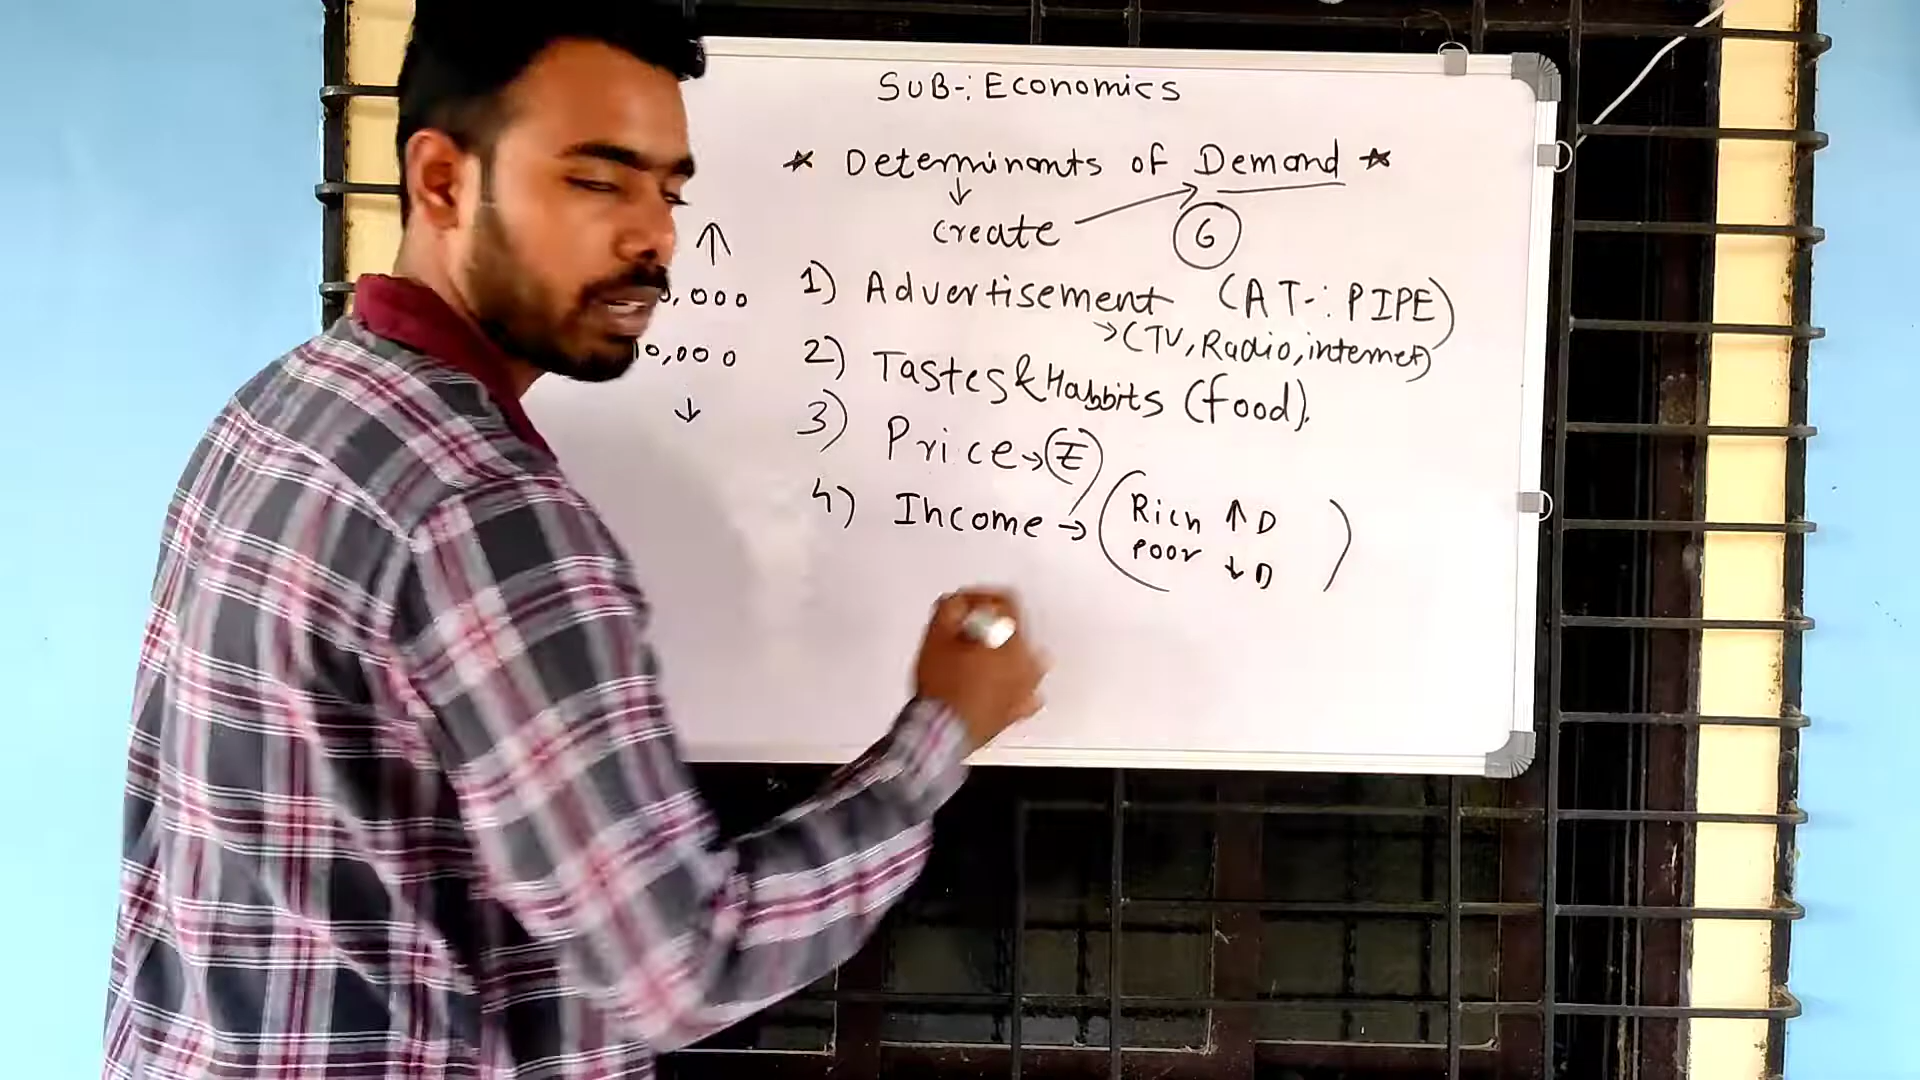 SUB-: Economics
* Determinants of Demand *
↓
create → 6
↑
0,000
1) Advertisement (AT-: PIPE)
→ (TV, Radio, internet)
10,000
2) Tastes & Habbits (food).
↓
3) Price → ₹
4) Income → (Rich ↑ D
Poor ↓ D)